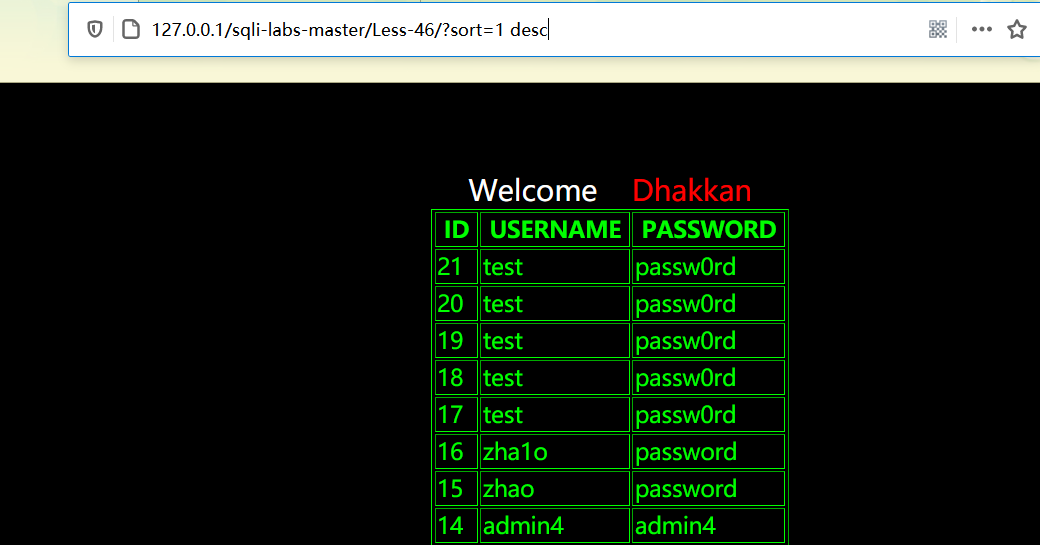 127.0.0.1/sqli-labs-master/Less-46/?sort=1 desc
Welcome Dhakkan
ID USERNAME PASSWORD
21 test passw0rd
20 test passw0rd
19 test passw0rd
18 test passw0rd
17 test passw0rd
16 zha1o password
15 zhao password
14 admin4 admin4